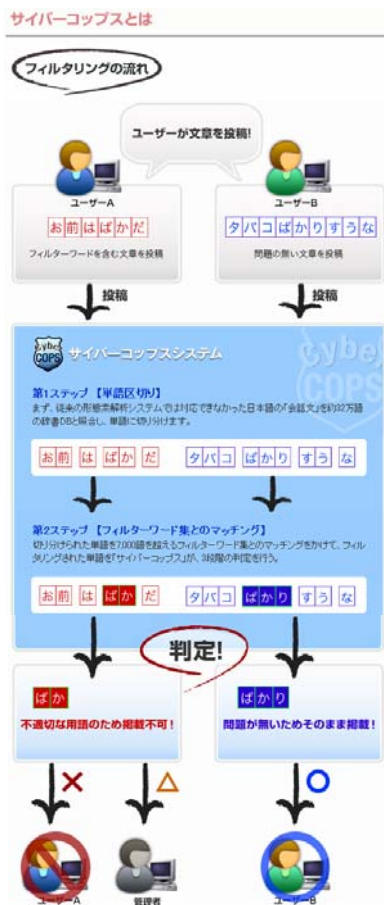 サイバーコップスとは
フィルタリングの流れ
ユーザーが文章を投稿!
ユーザーA
ユーザーB
お前はばかだ
タバコばかりすうな
フィルターワードを含む文章を投稿
問題の無い文章を投稿
投稿
投稿
Cyber COPS
サイバーコップスシステム
Cybe
COPS
第1ステップ 【単語区切り】
まず、従来の形態素解析システムでは対応できなかった日本語の「会話文」を約32万語
の辞書DBと照合し、単語に切り分けます。
お前 は ばか だ
タバコ ばかり すう な
第2ステップ 【フィルターワード集とのマッチング】
切り分けられた単語を7,000語を超えるフィルターワード集とのマッチングをかけて、フィル
タリングされた単語を「サイバーコップス」が、3段階の判定を行う。
お前 は ばか だ
タバコ ばかり すう な
判定!
ばか
ばかり
不適切な用語のため掲載不可!
問題が無いためそのまま掲載!
ユーザーA
管理者
ユーザーB